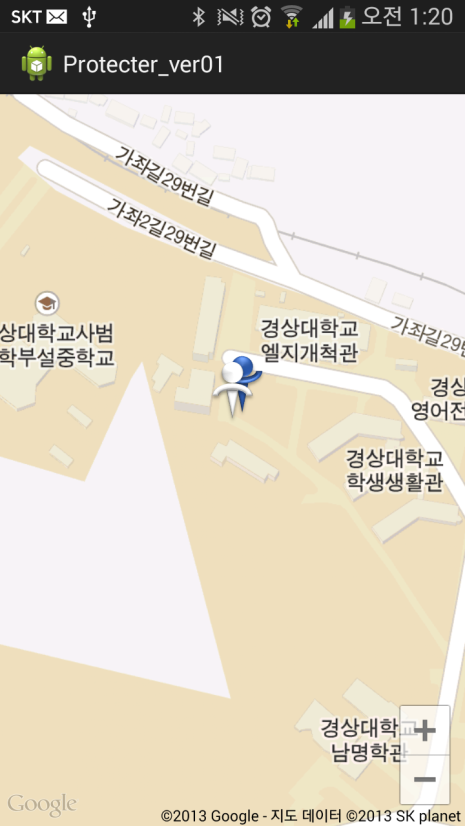 SKT 오전 1:20
Protecter_ver01
가좌길29번길
가좌2길29번길
가좌길29번
경상대학교
엘지개척관
상대학교사범
학부설중학교
경상
영어전
경상대학교
학생생활관
경상대학교
남명학관
+
−
Google
©2013 Google - 지도 데이터 ©2013 SK planet